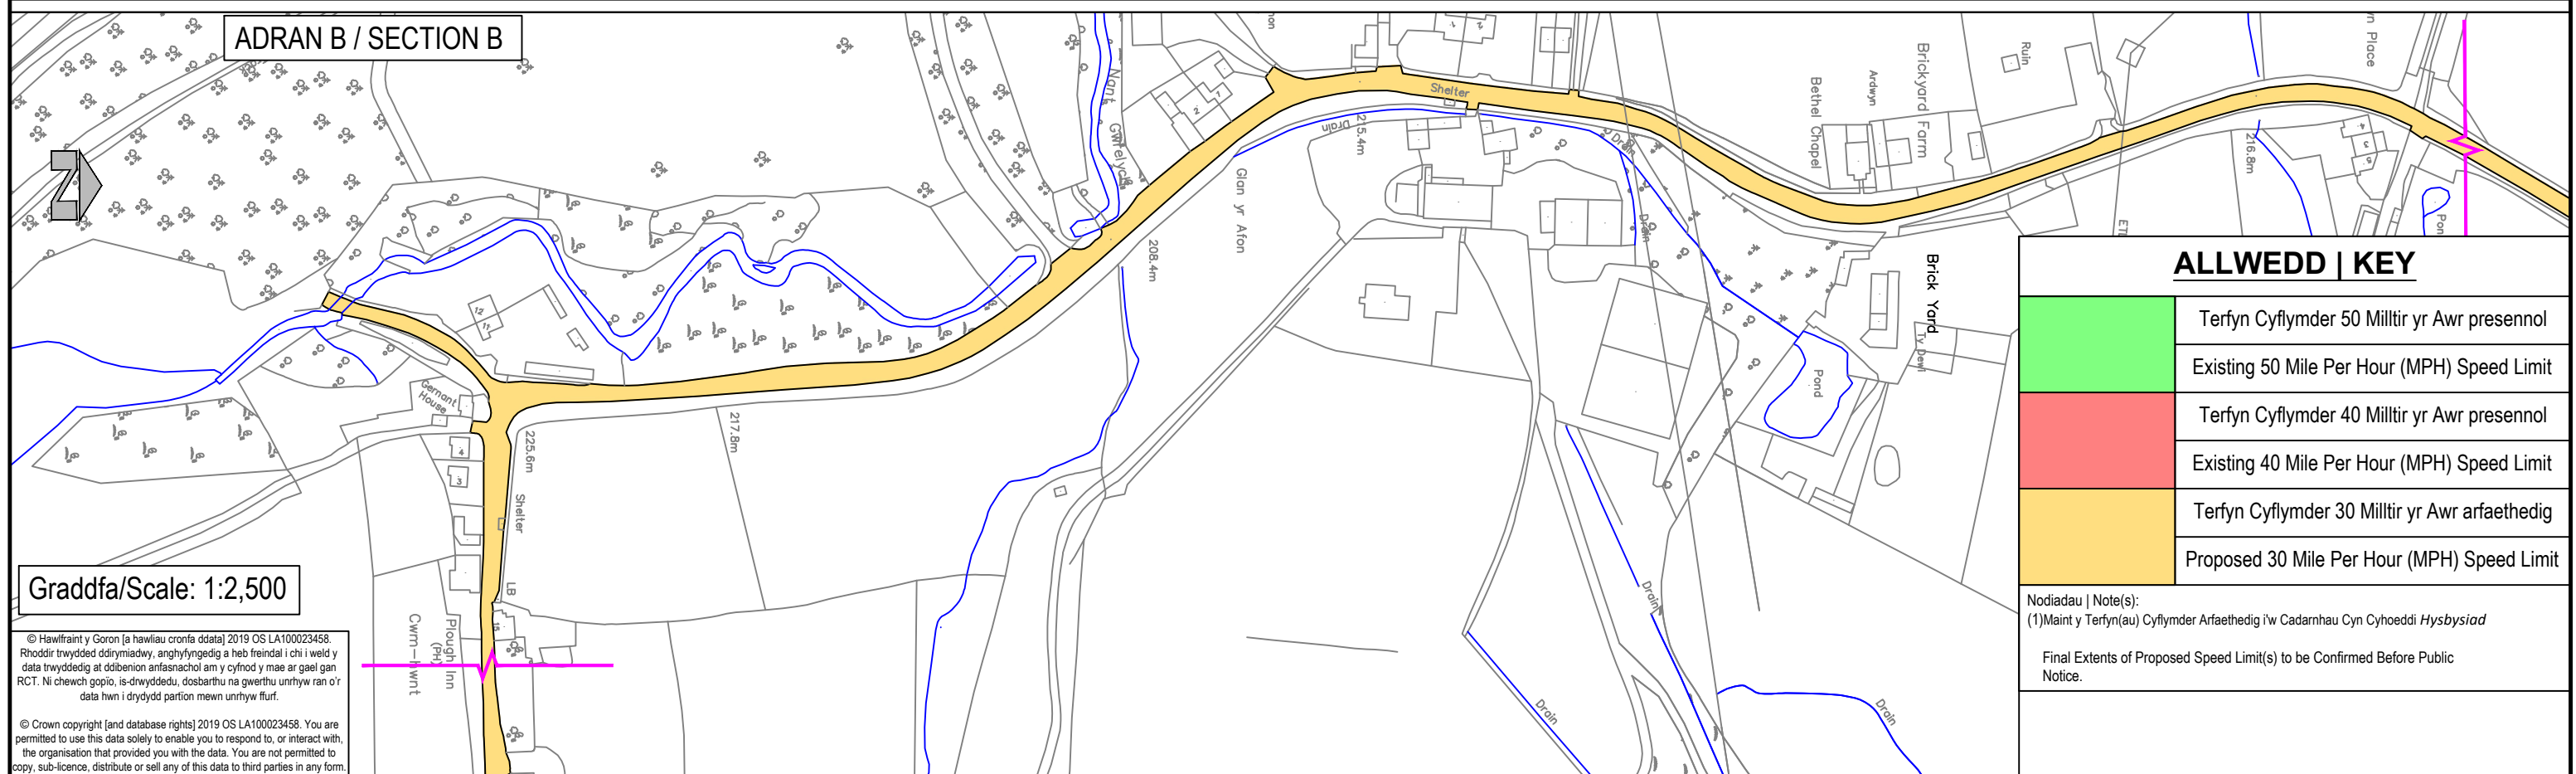 ADRAN B / SECTION B
N
Nant
Gwrelych
2
1
Shelter
Drain
215.4m
Glan yr Afon
208.4m
Drain
Drain
Bethel Chapel
Ardwyn
Brickyard Farm
Ruin
216.8m
Place
Brick Yard
Ty Dewi
Pond
12
11
Gernant
House
4
3
225.6m
217.8m
Shelter
LB
15
Plough Inn
(PH)
Cwm-hwnt
Drain
Drain
Drain
Graddfa/Scale: 1:2,500
© Hawlfraint y Goron [a hawliau cronfa ddata] 2019 OS LA100023458.
Rhoddir trwydded ddirymiadwy, anghyfyngedig a heb freindal i chi i weld y
data trwyddedig at ddibenion anfasnachol am y cyfnod y mae ar gael gan
RCT. Ni chewch gopïo, is-drwyddedu, dosbarthu na gwerthu unrhyw ran o'r
data hwn i drydydd partïon mewn unrhyw ffurf.
© Crown copyright [and database rights] 2019 OS LA100023458. You are
permitted to use this data solely to enable you to respond to, or interact with,
the organisation that provided you with the data. You are not permitted to
copy, sub-licence, distribute or sell any of this data to third parties in any form.
ALLWEDD | KEY
Terfyn Cyflymder 50 Milltir yr Awr presennol
Existing 50 Mile Per Hour (MPH) Speed Limit
Terfyn Cyflymder 40 Milltir yr Awr presennol
Existing 40 Mile Per Hour (MPH) Speed Limit
Terfyn Cyflymder 30 Milltir yr Awr arfaethedig
Proposed 30 Mile Per Hour (MPH) Speed Limit
Nodiadau | Note(s):
(1)Maint y Terfyn(au) Cyflymder Arfaethedig i'w Cadarnhau Cyn Cyhoeddi Hysbysiad
Final Extents of Proposed Speed Limit(s) to be Confirmed Before Public
Notice.